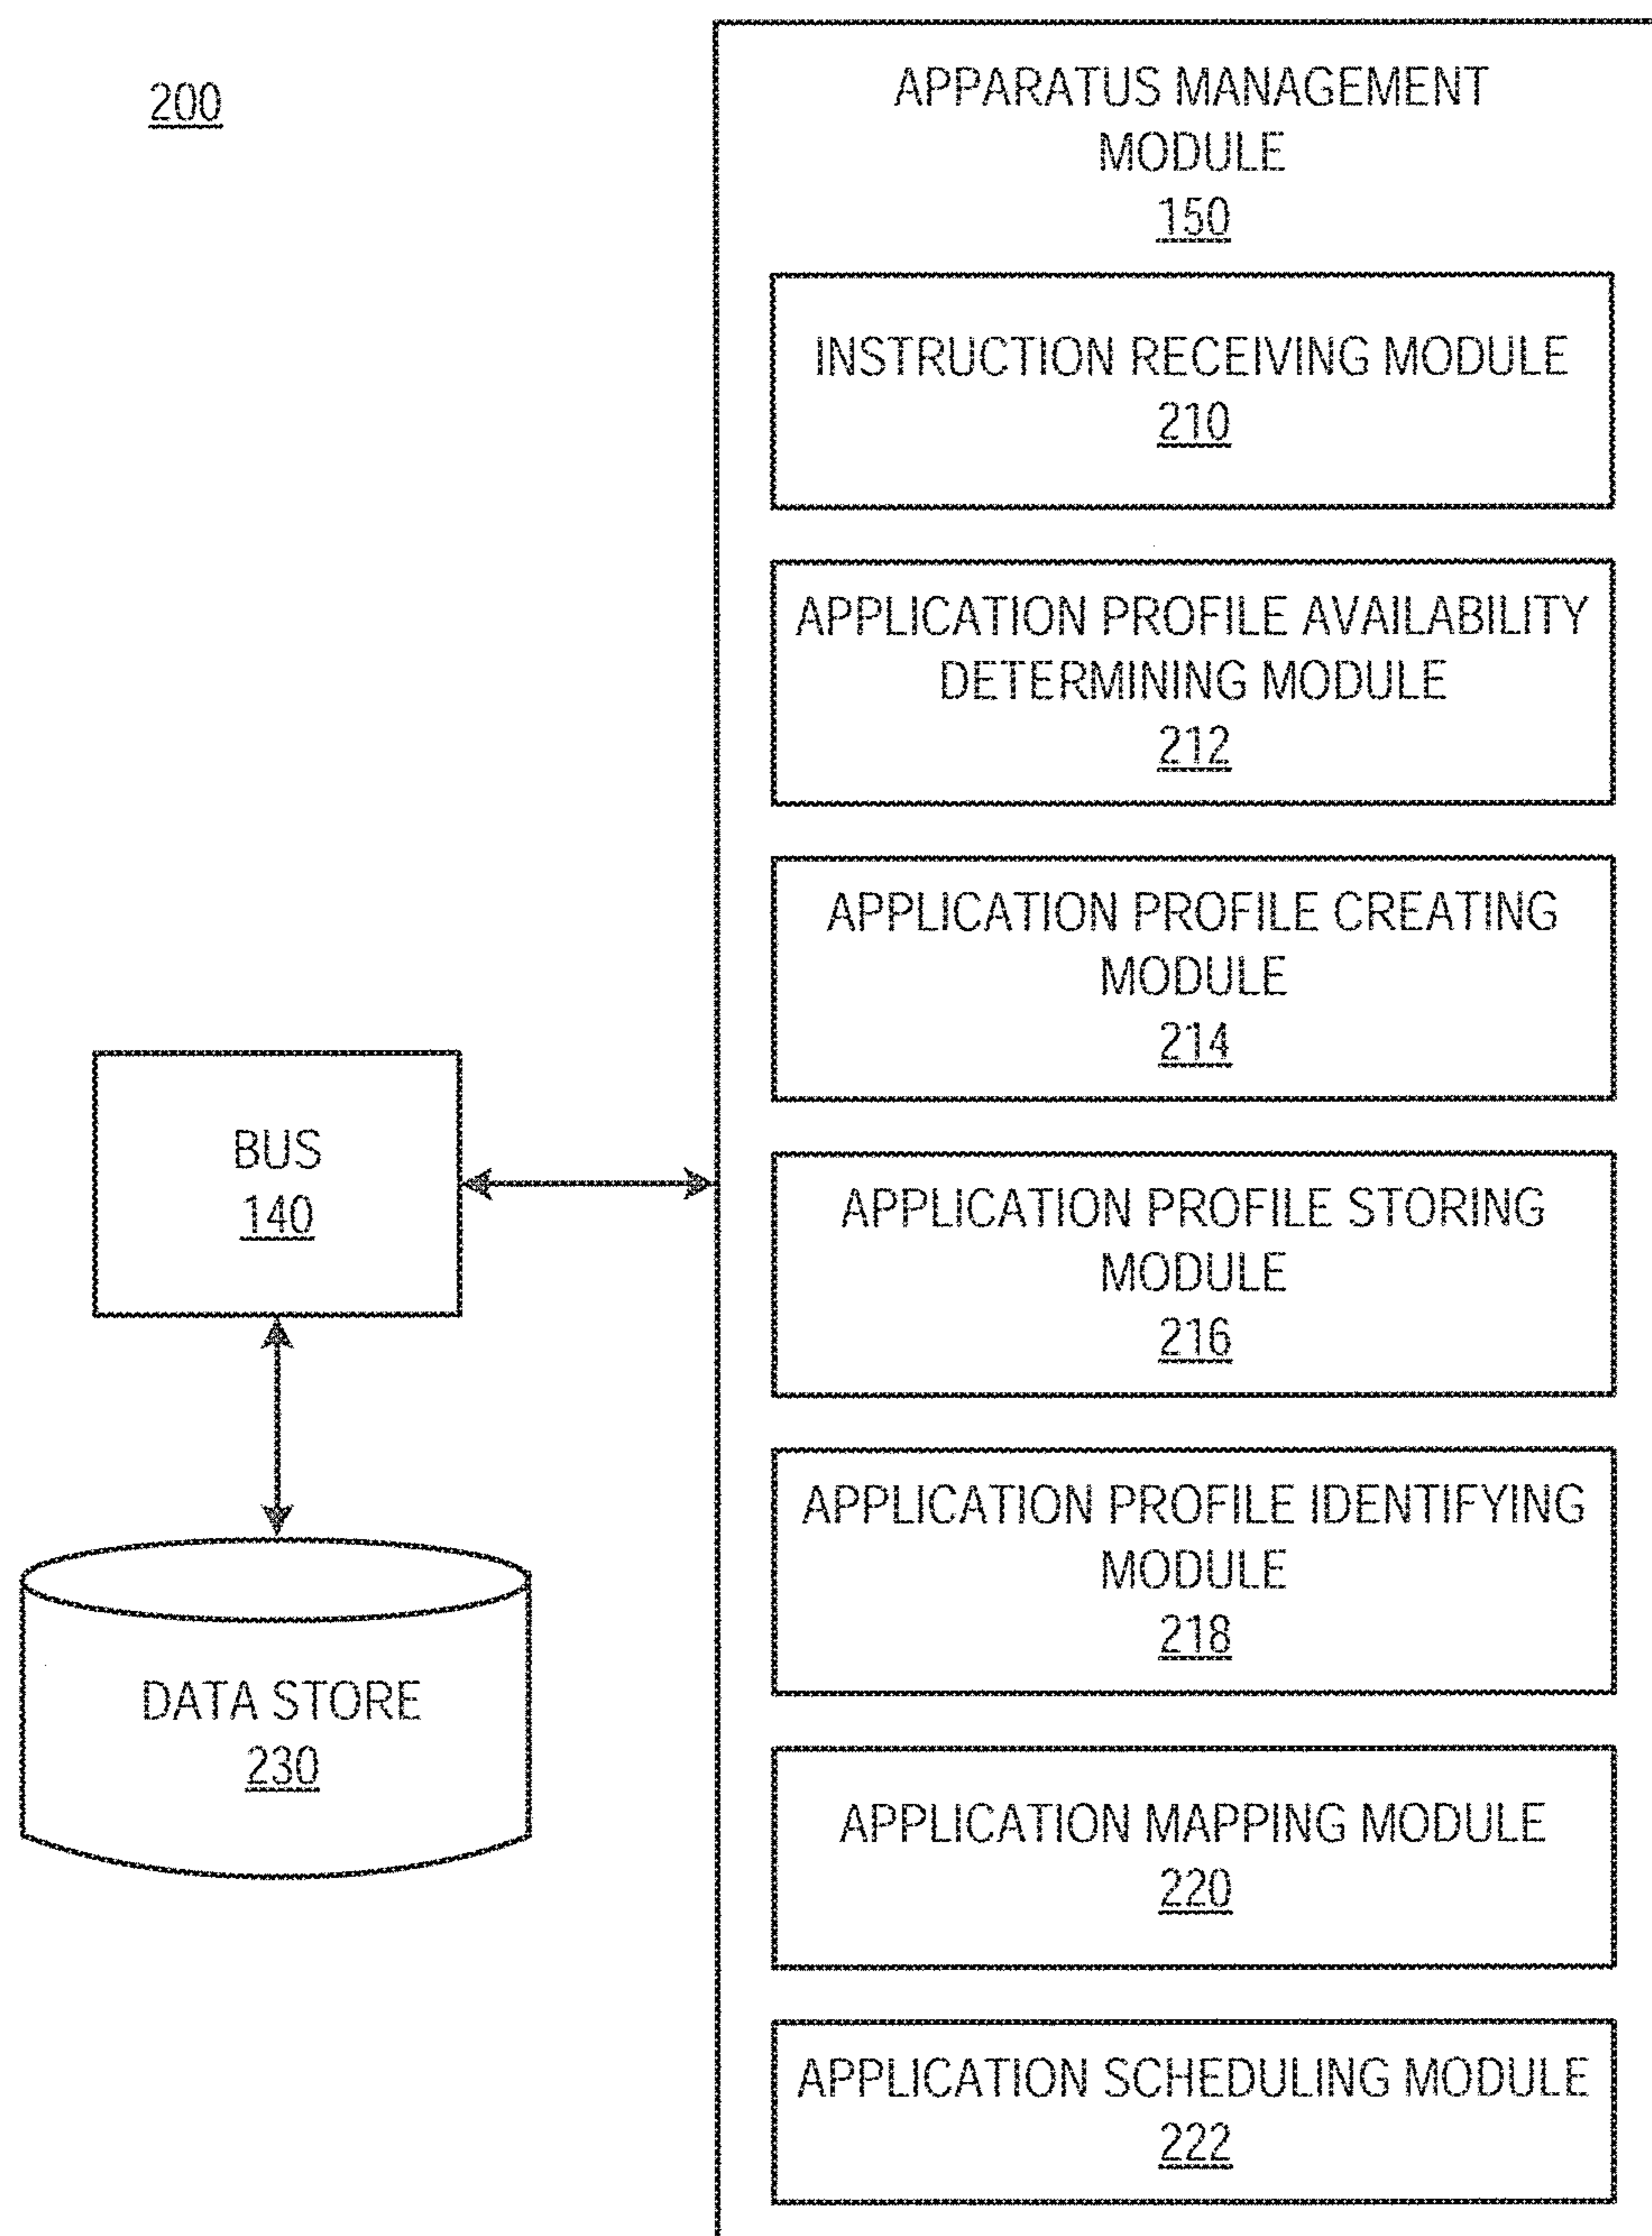 200
APPARATUS MANAGEMENT
MODULE
150
INSTRUCTION RECEIVING MODULE
210
APPLICATION PROFILE AVAILABILITY
DETERMINING MODULE
212
APPLICATION PROFILE CREATING
MODULE
214
APPLICATION PROFILE STORING
MODULE
216
APPLICATION PROFILE IDENTIFYING
MODULE
218
APPLICATION MAPPING MODULE
220
APPLICATION SCHEDULING MODULE
222
BUS
140
DATA STORE
230